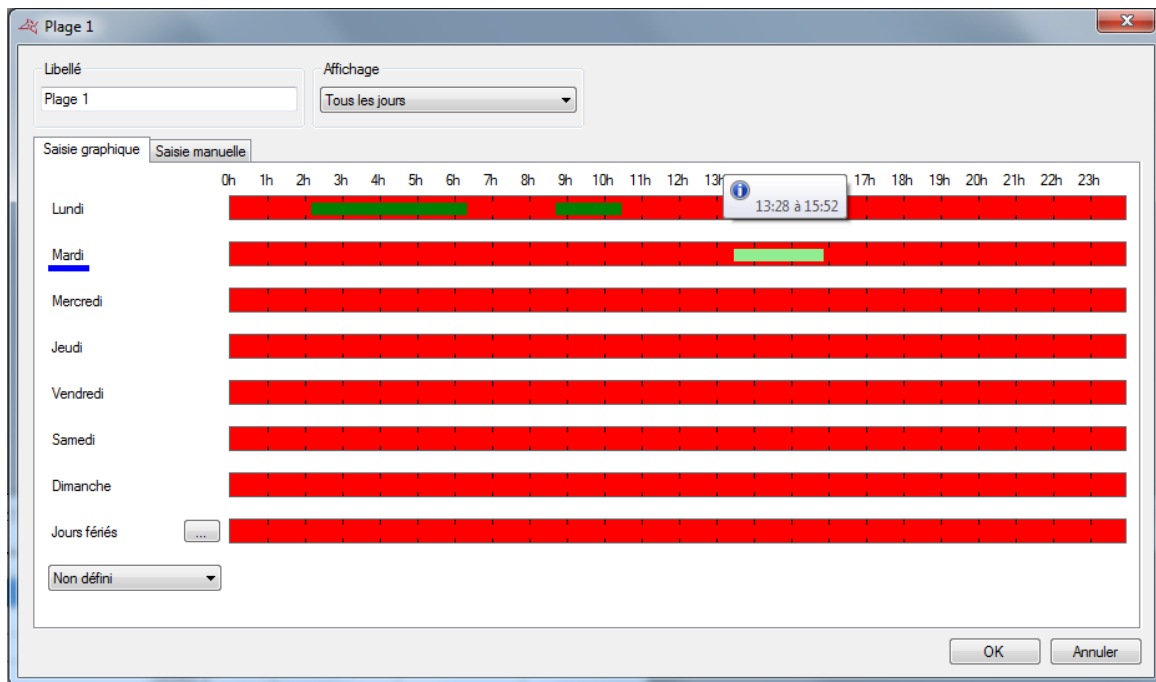 Plage 1
Libellé
Affichage
Plage 1
Tous les jours
Saisie graphique
Saisie manuelle
0h 1h 2h 3h 4h 5h 6h 7h 8h 9h 10h 11h 12h 13h 17h 18h 19h 20h 21h 22h 23h
13:28 à 15:52
Lundi
Mardi
Mercredi
Jeudi
Vendredi
Samedi
Dimanche
Jours fériés ...
Non défini
OK
Annuler